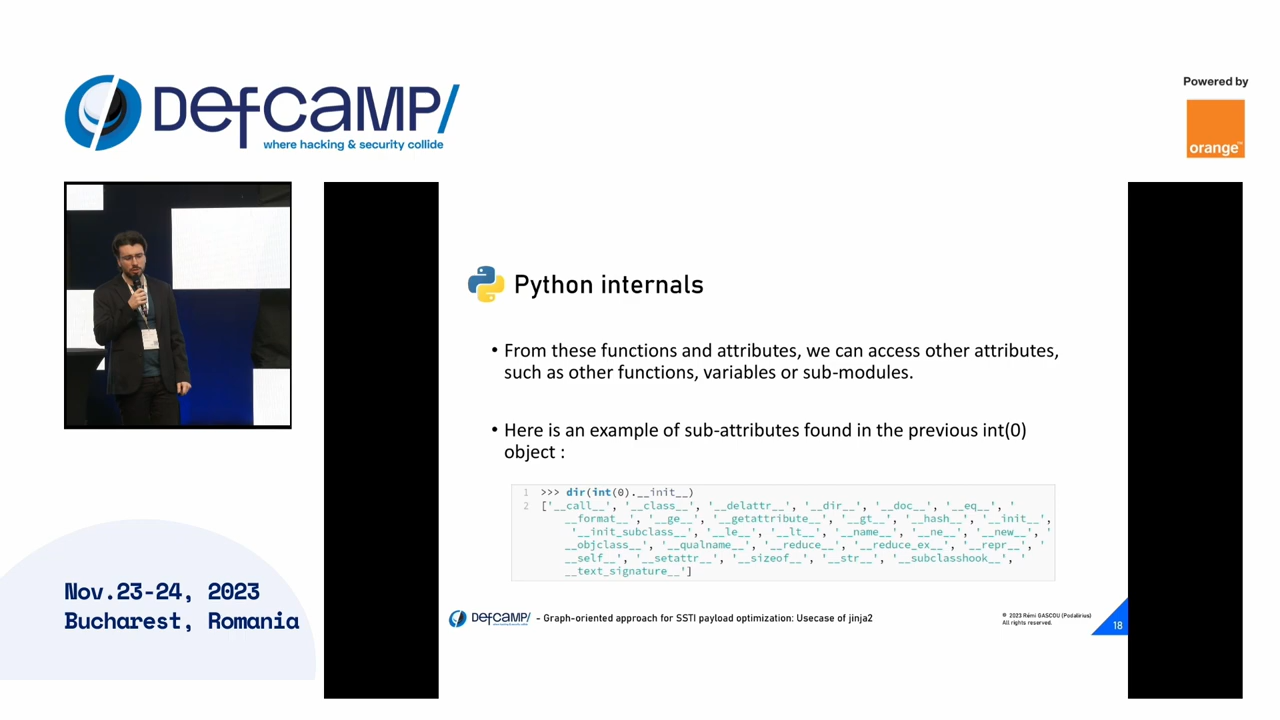 DefCAMP/
where hacking & security collide
Powered by
orange™
Python internals
• From these functions and attributes, we can access other attributes,
such as other functions, variables or sub-modules.
• Here is an example of sub-attributes found in the previous int(0)
object :
1 >>> dir(int(0).__init__)
2 ['__call__', '__class__', '__delattr__', '__dir__', '__doc__', '__eq__', '
__format__', '__ge__', '__getattribute__', '__gt__', '__hash__', '__init__',
'__init_subclass__', '__le__', '__lt__', '__name__', '__ne__', '__new__', '
__objclass__', '__qualname__', '__reduce__', '__reduce_ex__', '__repr__', '
__self__', '__setattr__', '__sizeof__', '__str__', '__subclasshook__', '
__text_signature__']
Nov.23-24, 2023
Bucharest, Romania
DefCAMP/ - Graph-oriented approach for SSTI payload optimization: Usecase of jinja2
© 2023 Rémi GASCOU (Podalirius)
All rights reserved.
18